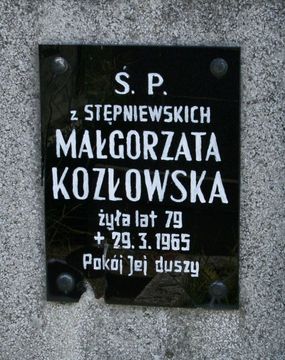 Ś. P.
z STĘPNIEWSKICH
MAŁGORZATA
KOZŁOWSKA
żyła lat 79
+ 29.3.1965
Pokój Jej duszy